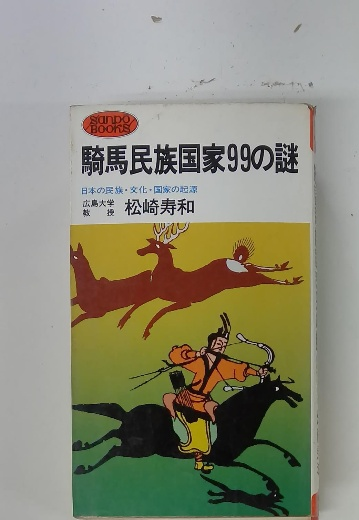 SANPO
BOOKS
騎馬民族国家99の謎
日本の民族・文化・国家の起源
広島大学
教授
松崎寿和